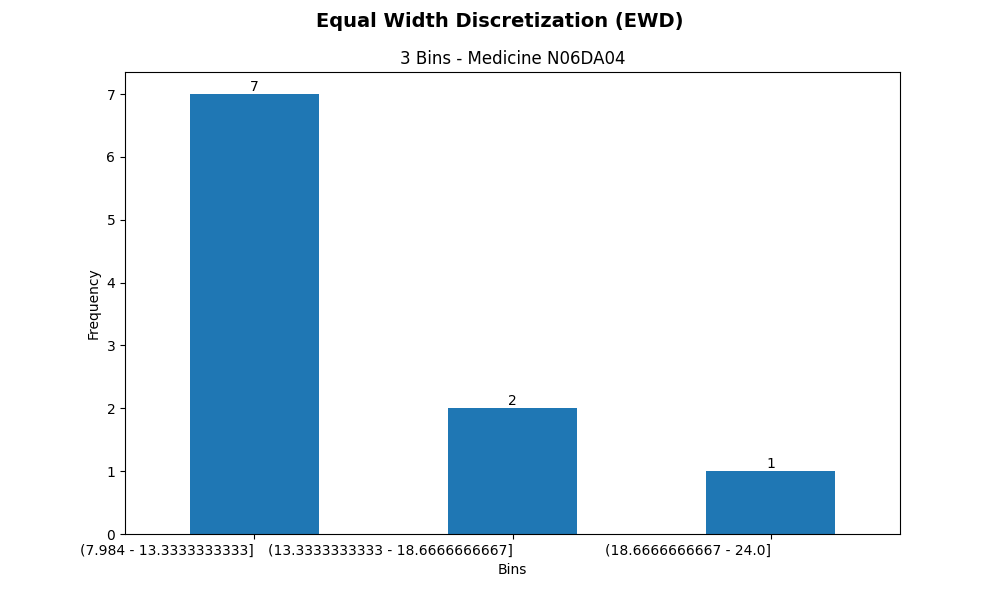 Equal Width Discretization (EWD)
3 Bins - Medicine N06DA04
7
7
6
5
4
3
2
2
1
1
0
Frequency
(7.984 - 13.3333333333] (13.3333333333 - 18.6666666667] (18.6666666667 - 24.0]
Bins